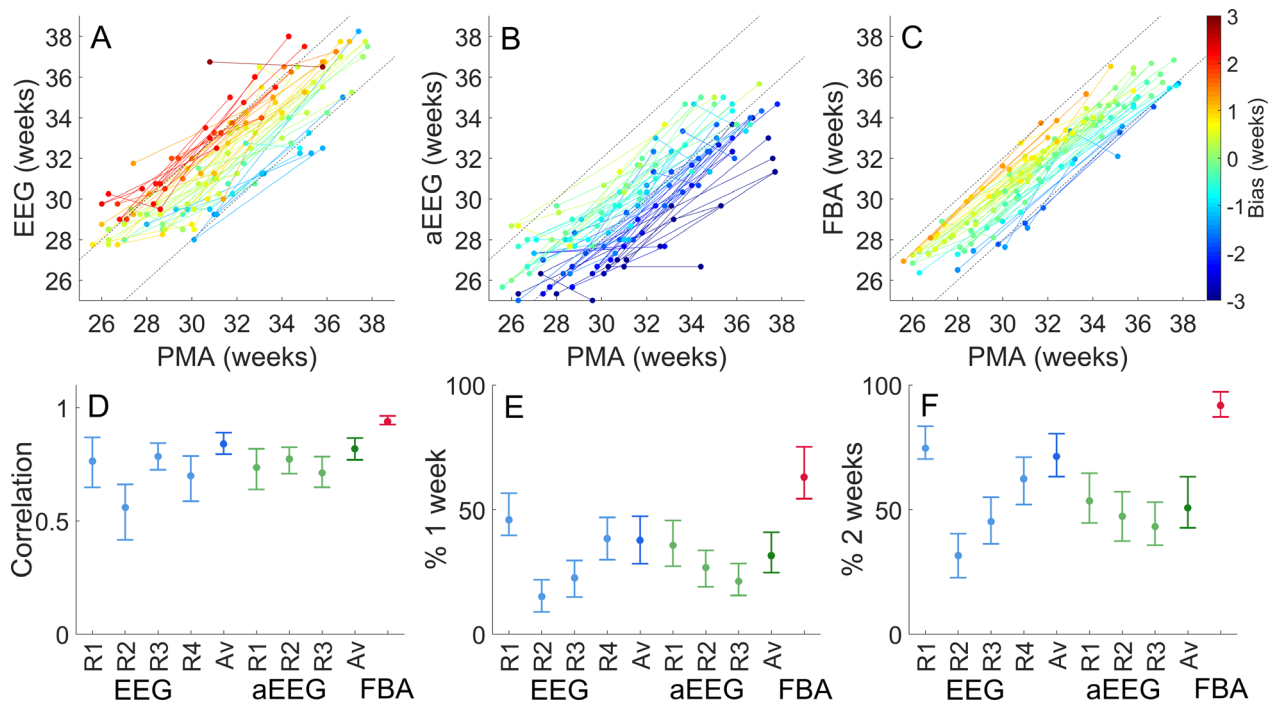 A
EEG (weeks)
38
36
34
32
30
28
26
26 28 30 32 34 36 38
PMA (weeks)
B
aEEG (weeks)
38
36
34
32
30
28
26
26 28 30 32 34 36 38
PMA (weeks)
C
FBA (weeks)
38
36
34
32
30
28
26
26 28 30 32 34 36 38
PMA (weeks)
3
2
1
0
-1
-2
-3
Bias (weeks)
D
Correlation
1
0.5
0
R1 R2 R3 R4 Av R1 R2 R3 Av
EEG aEEG FBA
E
% 1 week
100
50
0
R1 R2 R3 R4 Av R1 R2 R3 Av
EEG aEEG FBA
F
% 2 weeks
100
50
0
R1 R2 R3 R4 Av R1 R2 R3 Av
EEG aEEG FBA